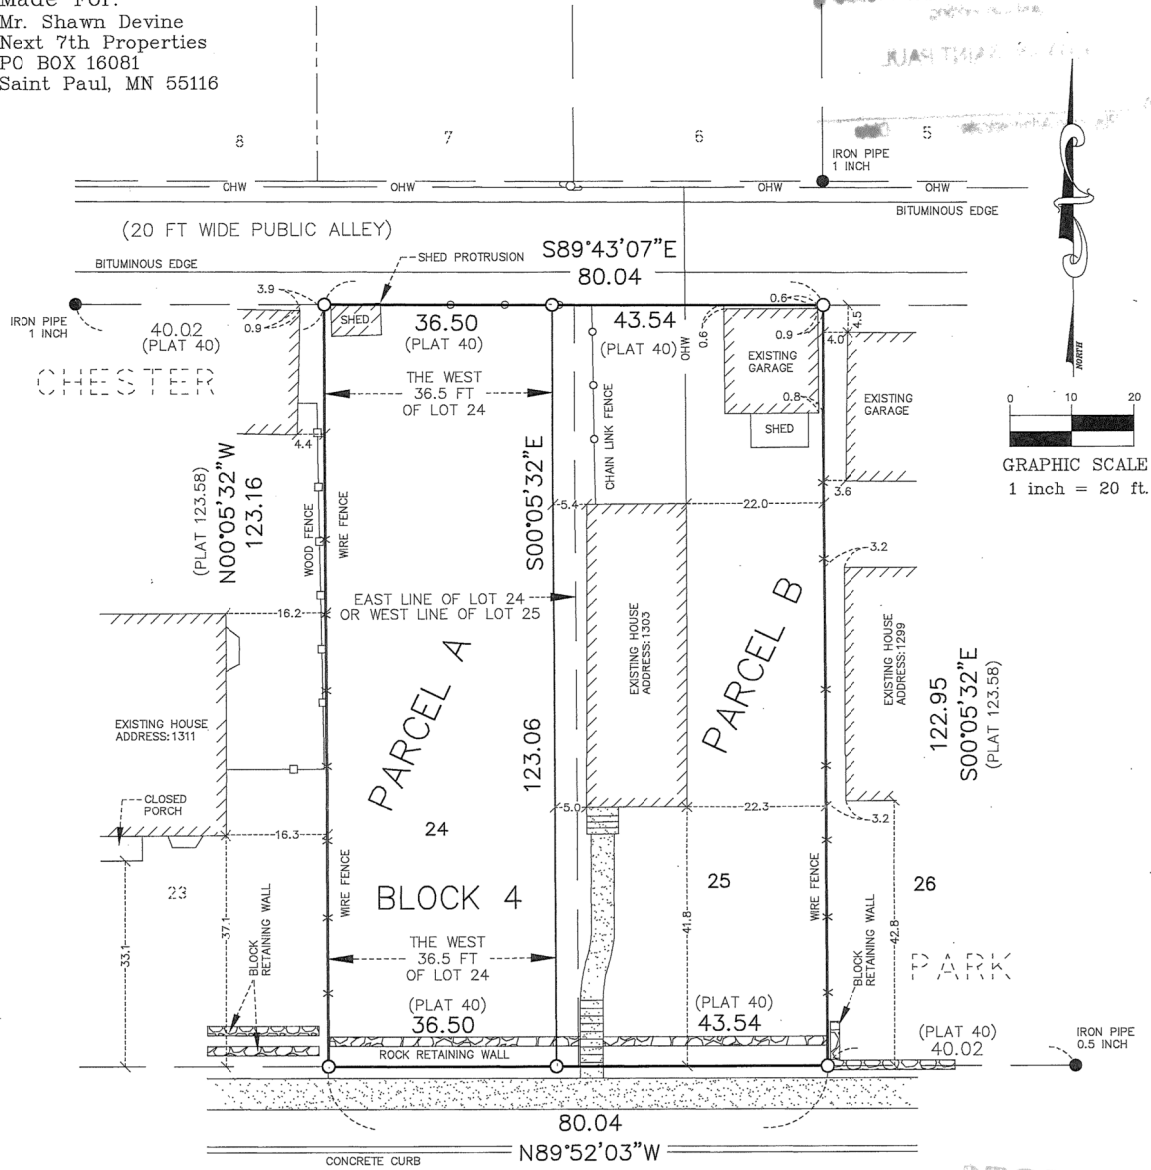 Made For:
Mr. Shawn Devine
Next 7th Properties
PO BOX 16081
Saint Paul, MN 55116
SAINT PAUL
8
7
6
5
IRON PIPE
1 INCH
OHW
OHW
OHW
OHW
BITUMINOUS EDGE
(20 FT WIDE PUBLIC ALLEY)
S89°43'07"E
80.04
SHED PROTRUSION
BITUMINOUS EDGE
3.9
0.9
IRON PIPE
1 INCH
40.02
(PLAT 40)
SHED
36.50
(PLAT 40)
43.54
(PLAT 40)
OHW
0.6
0.6
0.9
4.0
4.5
EXISTING
GARAGE
0.8
SHED
EXISTING
GARAGE
NORTH
0 10 20
GRAPHIC SCALE
1 inch = 20 ft.
CHESTER
THE WEST
36.5 FT
OF LOT 24
CHAIN LINK FENCE
4.4
(PLAT 123.58)
N00°05'32"W
123.16
WOOD FENCE
WIRE FENCE
S00°05'32"E
5.4
22.0
3.6
3.2
EAST LINE OF LOT 24
OR WEST LINE OF LOT 25
16.2
EXISTING HOUSE
ADDRESS:1303
PARCEL A
PARCEL B
EXISTING HOUSE
ADDRESS:1299
122.95
S00°05'32"E
(PLAT 123.58)
EXISTING HOUSE
ADDRESS:1311
123.06
CLOSED
PORCH
5.0
22.3
3.2
16.3
24
23
25
26
BLOCK 4
WIRE FENCE
WIRE FENCE
33.1
37.1
BLOCK
RETAINING WALL
41.8
BLOCK
RETAINING WALL
42.8
PARK
THE WEST
36.5 FT
OF LOT 24
(PLAT 40)
36.50
(PLAT 40)
43.54
ROCK RETAINING WALL
(PLAT 40)
40.02
IRON PIPE
0.5 INCH
80.04
N89°52'03"W
CONCRETE CURB